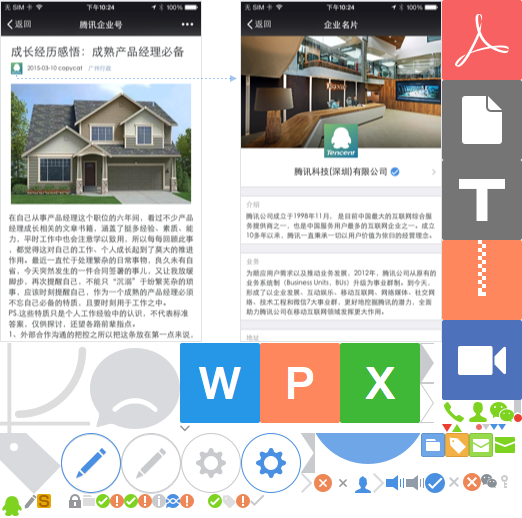 无 SIM 卡
下午10:24
返回
腾讯企业号
成长经历感悟：成熟产品经理必备
2015-03-10 copycat 广州行政
在自己从事产品经理这个职位的六年间，看过不少产
品经理成长相关的文章书籍，涵盖了挺多经验、素质、能
力，平时工作中也会注意学以致用，所以每每回顾此事
，都觉得这对自己的工作、个人成长起到了莫大的推进
作用。最近一直忙于处理繁杂的日常事物，良久未有自
省，今天突然发生的一件合同签署的事儿，又让我放缓
脚步，再次提醒自己，不能只“沉溺”于纷繁芜杂的琐
事，应该时刻提醒自己，作为一个成熟的产品经理必须
不忘自己必备的特质，且要时刻用于工作之中。
PS.这些特质只是个人工作经验中的认识，不代表标准
答案，仅供探讨，还望各路前辈指点。
1、外部合作沟通的把控之所以把这条放在第一点来说，
无 SIM 卡
下午10:24
返回
企业名片
Tencent
腾讯科技(深圳)有限公司
介绍
腾讯公司成立于1998年11月，是目前中国最大的互联网综合服
务提供商之一，也是中国服务用户最多的互联网企业之一。成立
10多年以来，腾讯一直秉承一切以用户价值为依归的经营理念。
业务
为顺应用户需求以及推动业务发展，2012年，腾讯公司从原有的业
务系统制（Business Units，BUs）升级为事业群制。到今天，
形成了以企业发展、互动娱乐、移动互联网、网络媒体、社交网
络、技术工程和微信7大事业群，更好地挖掘腾讯的潜力，全面
助力腾讯公司在移动互联网领域发挥更大作用。
地址
T
W P X
S